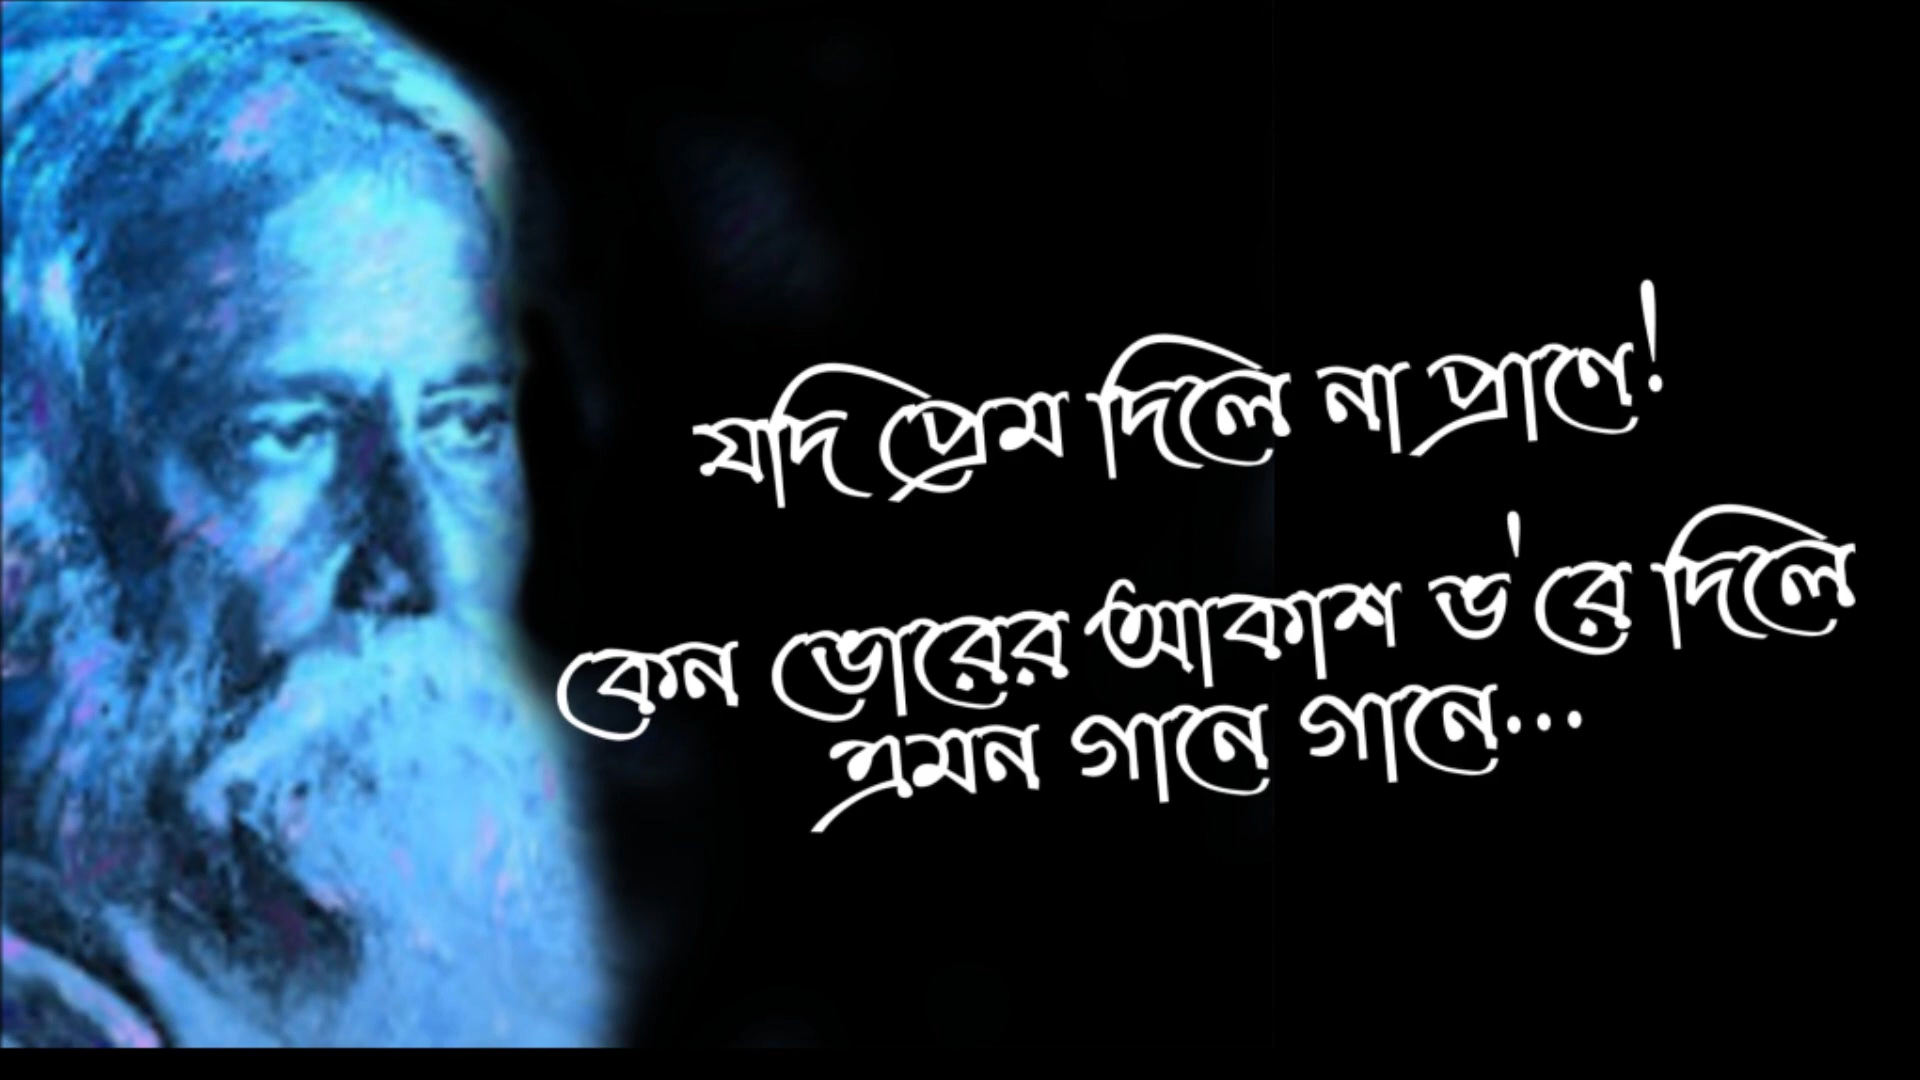 যদি প্রেম দিলে না প্রাণে!
কেন ভোরের আকাশ ভ'রে দিলে
এমন গানে গানে...